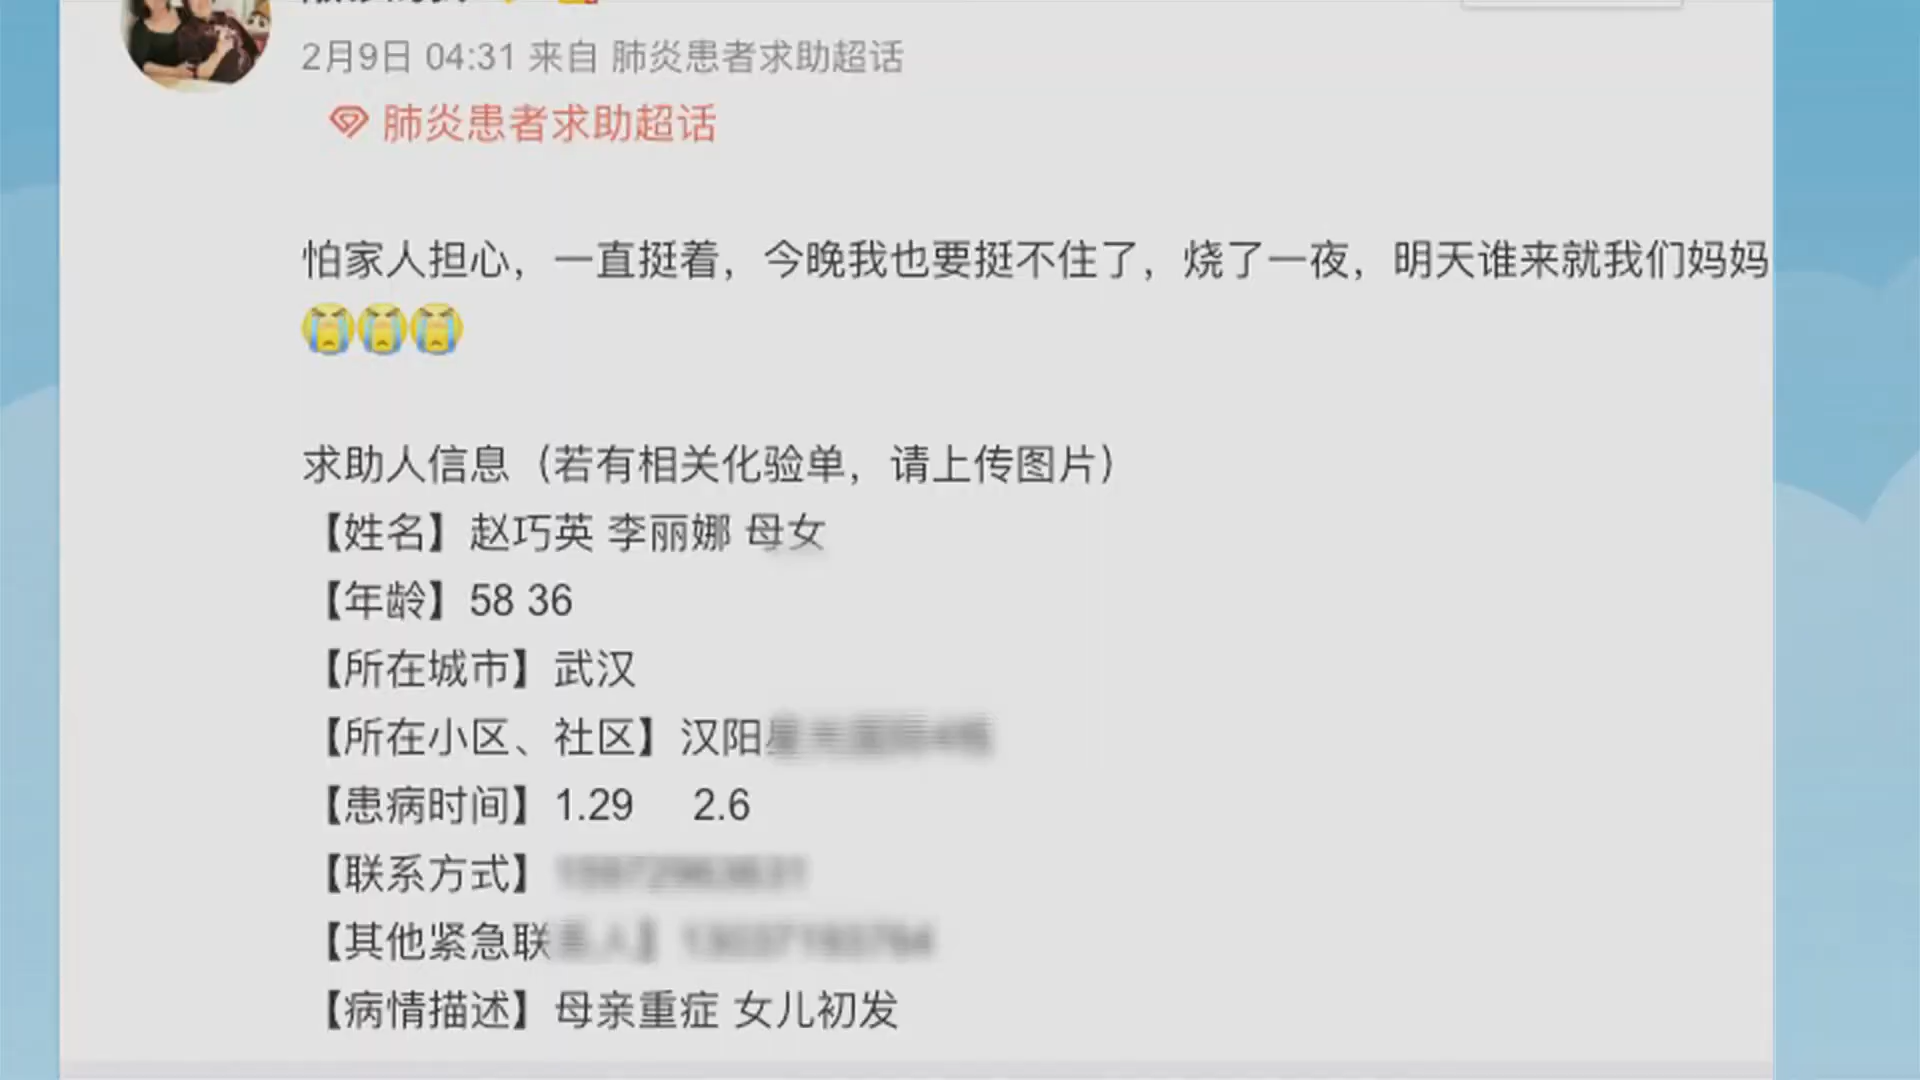 2月9日 04:31 来自 肺炎患者求助超话
肺炎患者求助超话
怕家人担心，一直挺着，今晚我也要挺不住了，烧了一夜，明天谁来就我们妈妈
求助人信息（若有相关化验单，请上传图片）
【姓名】赵巧英 李丽娜 母女
【年龄】58 36
【所在城市】武汉
【所在小区、社区】汉阳
【患病时间】1.29 2.6
【联系方式】
【其他紧急联
【病情描述】母亲重症 女儿初发